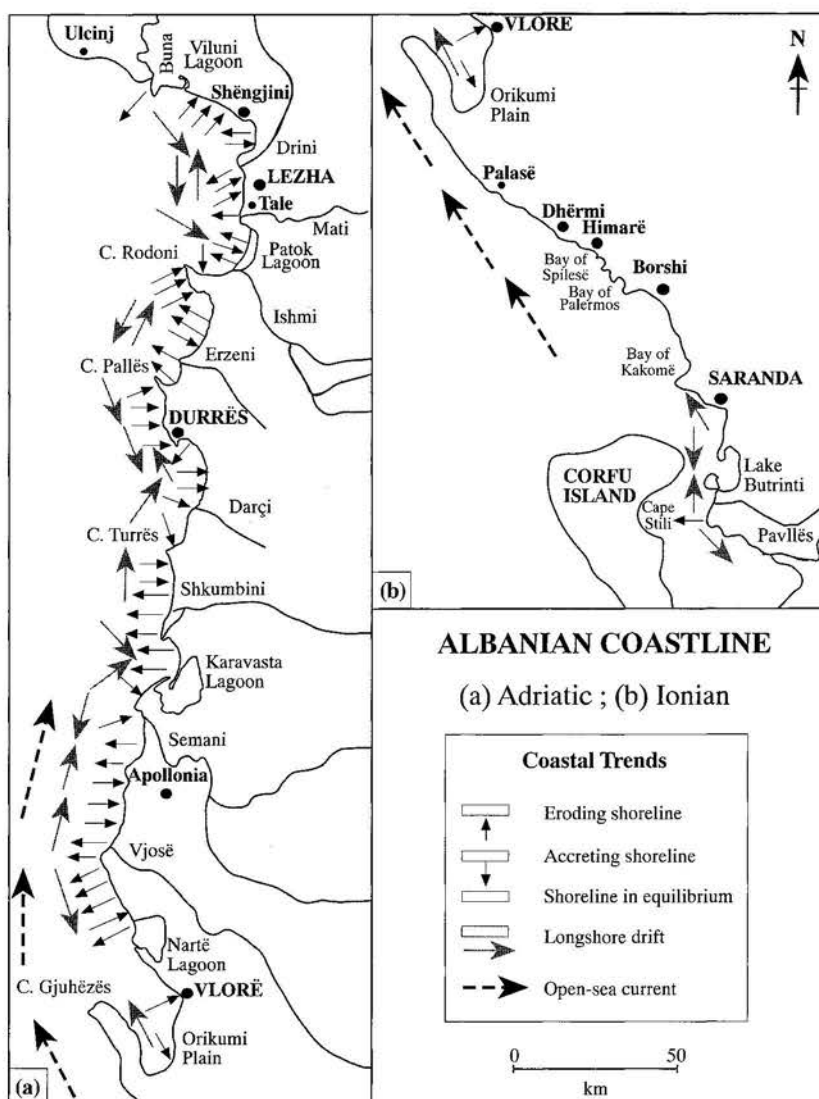 Ulcinj
Buna
Viluni
Lagoon
Shëngjini
Drini
LEZHA
Tale
Mati
Patok
Lagoon
C. Rodoni
Ishmi
Erzeni
C. Pallës
DURRËS
Darçi
C. Turrës
Shkumbini
Karavasta
Lagoon
Semani
Apollonia
Vjosë
Nartë
Lagoon
C. Gjuhëzës
VLORË
Orikumi
Plain
(a)
VLORE
N
Orikumi
Plain
Palasë
Dhërmi
Himarë
Bay of
Spilesë
Bay of
Palermos
Borshi
Bay of
Kakomë
SARANDA
CORFU
ISLAND
Lake
Butrinti
Cape
Stili
Pavllës
(b)
ALBANIAN COASTLINE
(a) Adriatic ; (b) Ionian
Coastal Trends
Eroding shoreline
Accreting shoreline
Shoreline in equilibrium
Longshore drift
Open-sea current
0 50
km